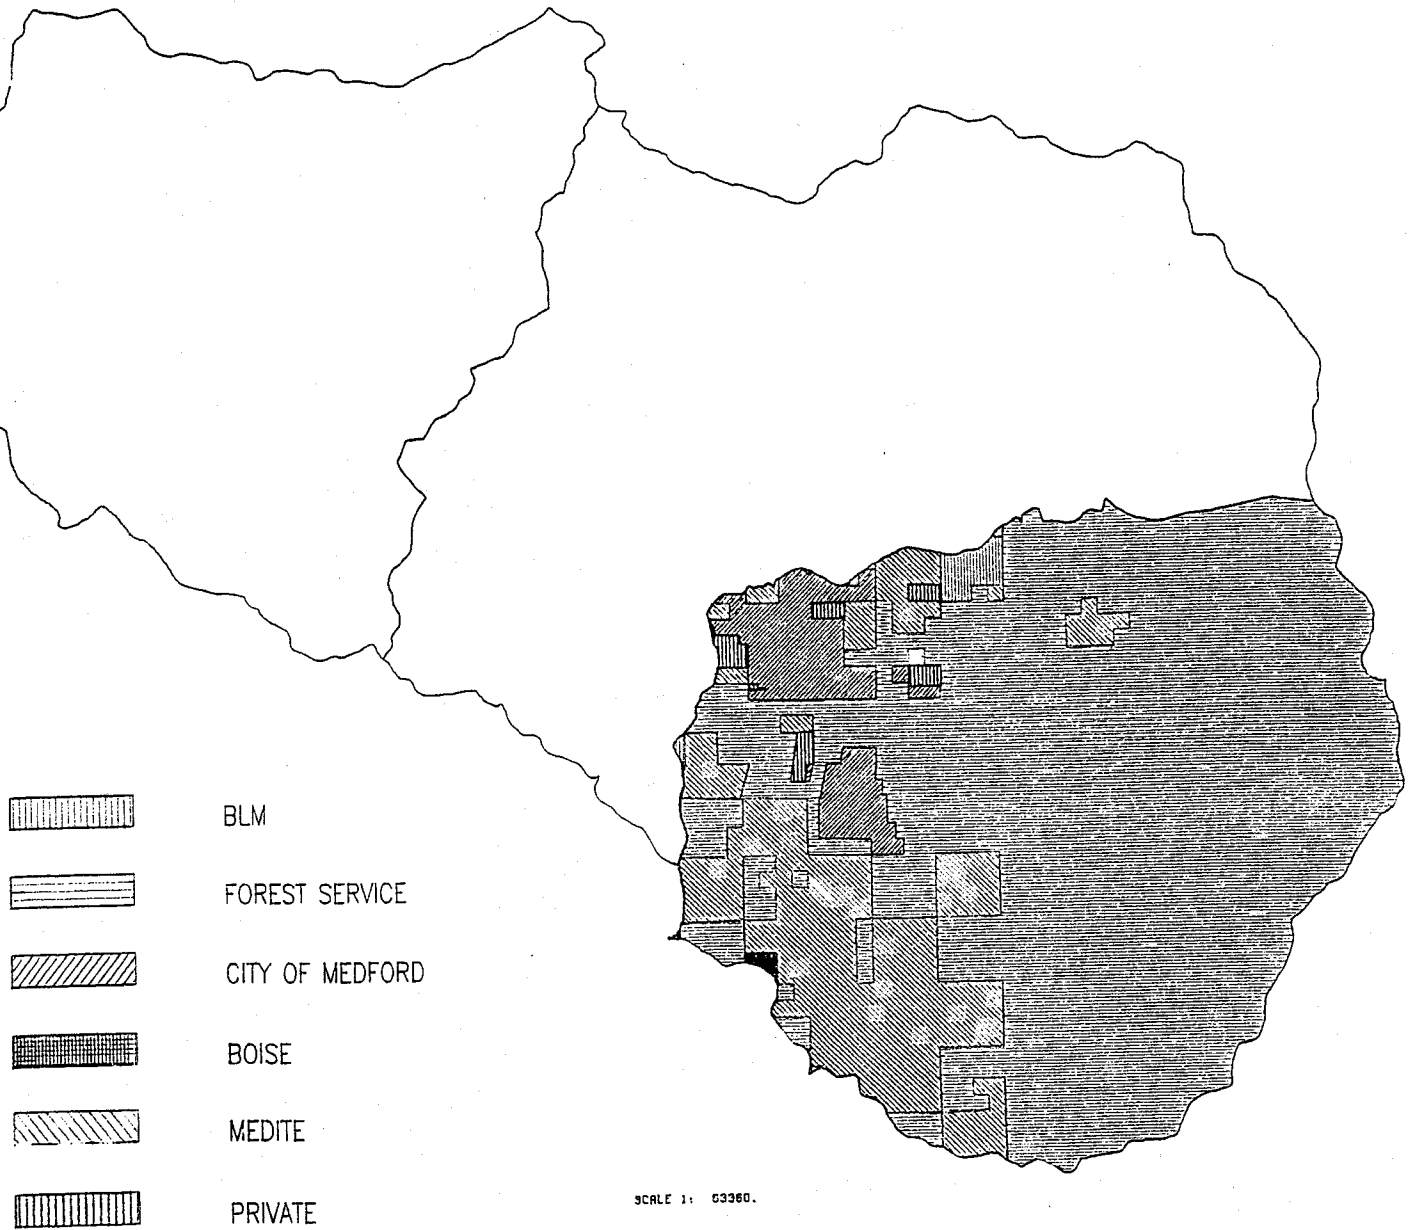 BLM
FOREST SERVICE
CITY OF MEDFORD
BOISE
MEDITE
PRIVATE
SCALE 1: 63360.